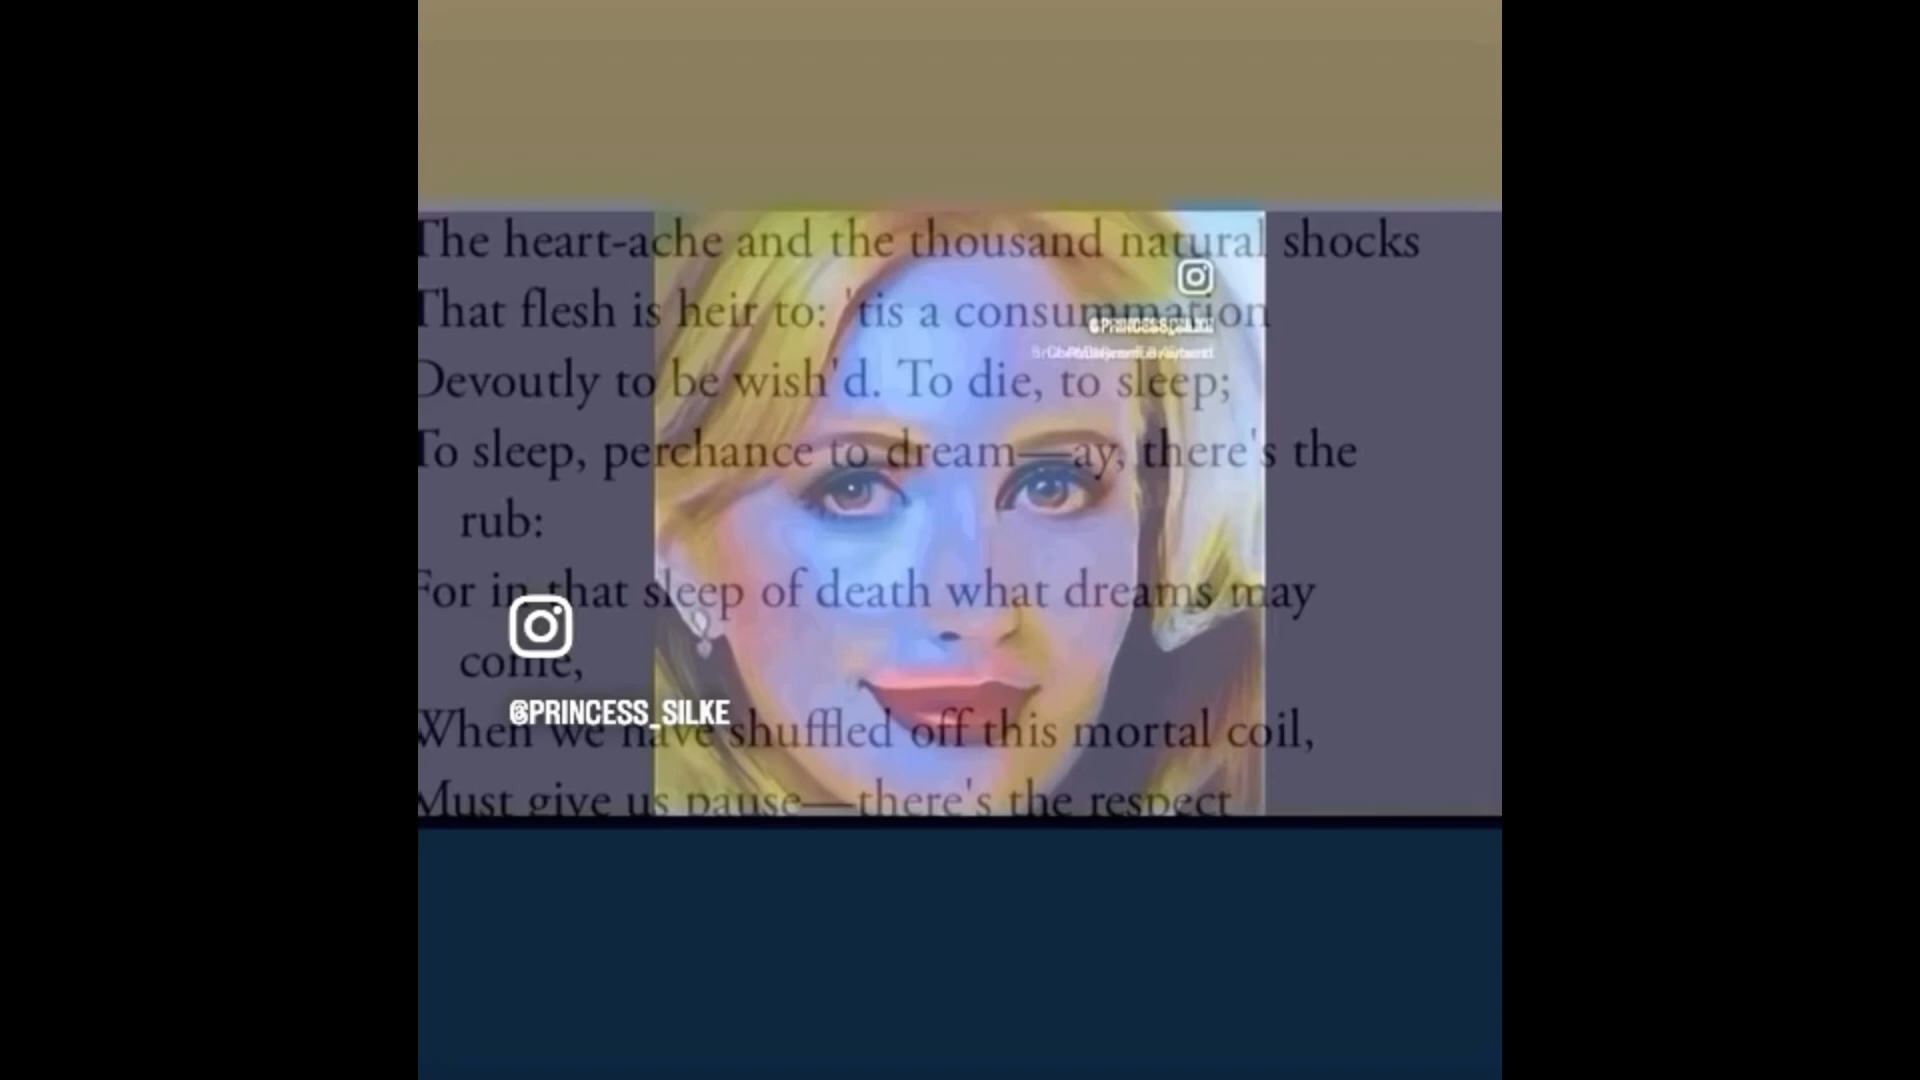 The heart-ache and the thousand natural shocks
That flesh is heir to: 'tis a consummation
Devoutly to be wish'd. To die, to sleep;
To sleep, perchance to dream—ay, there's the
rub:
For in that sleep of death what dreams may
come,
@PRINCESS_SILKE
When we have shuffled off this mortal coil,
Must give us pause—there's the respect